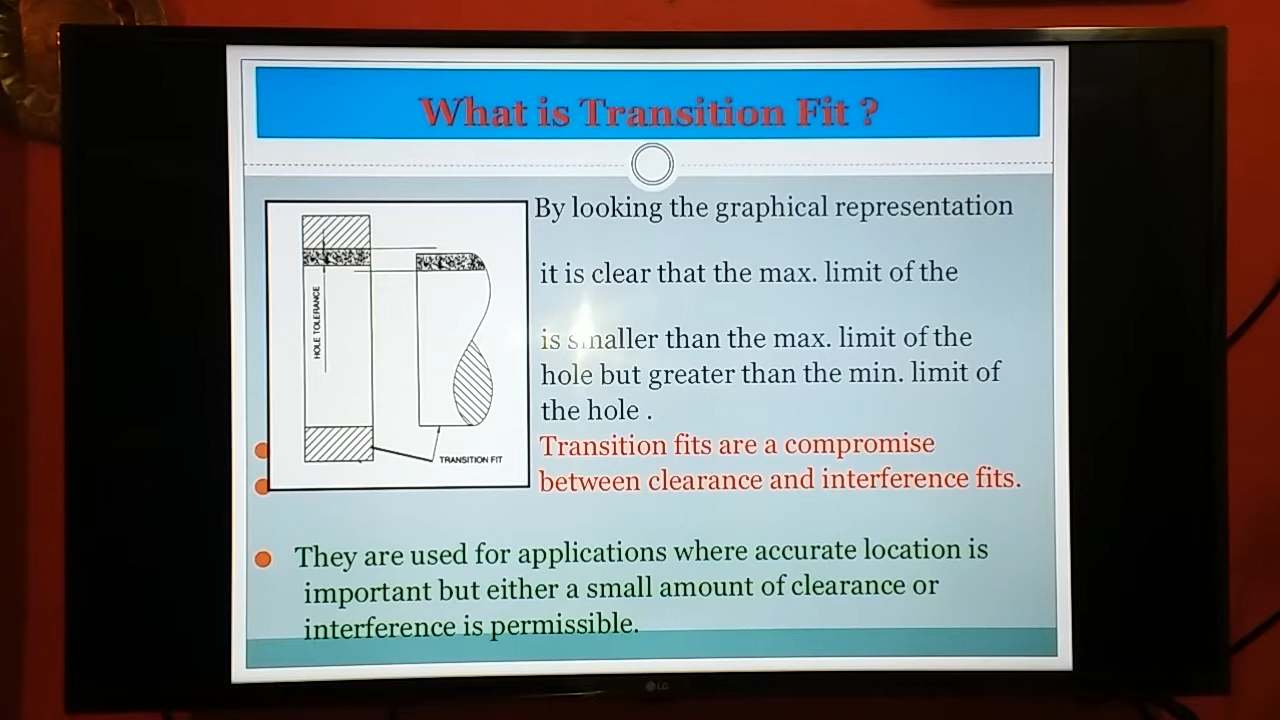 What is Transition Fit ?
By looking the graphical representation
it is clear that the max. limit of the
is smaller than the max. limit of the
hole but greater than the min. limit of
the hole .
HOLE TOLERANCE
TRANSITION FIT
Transition fits are a compromise
between clearance and interference fits.
They are used for applications where accurate location is
important but either a small amount of clearance or
interference is permissible.
LG